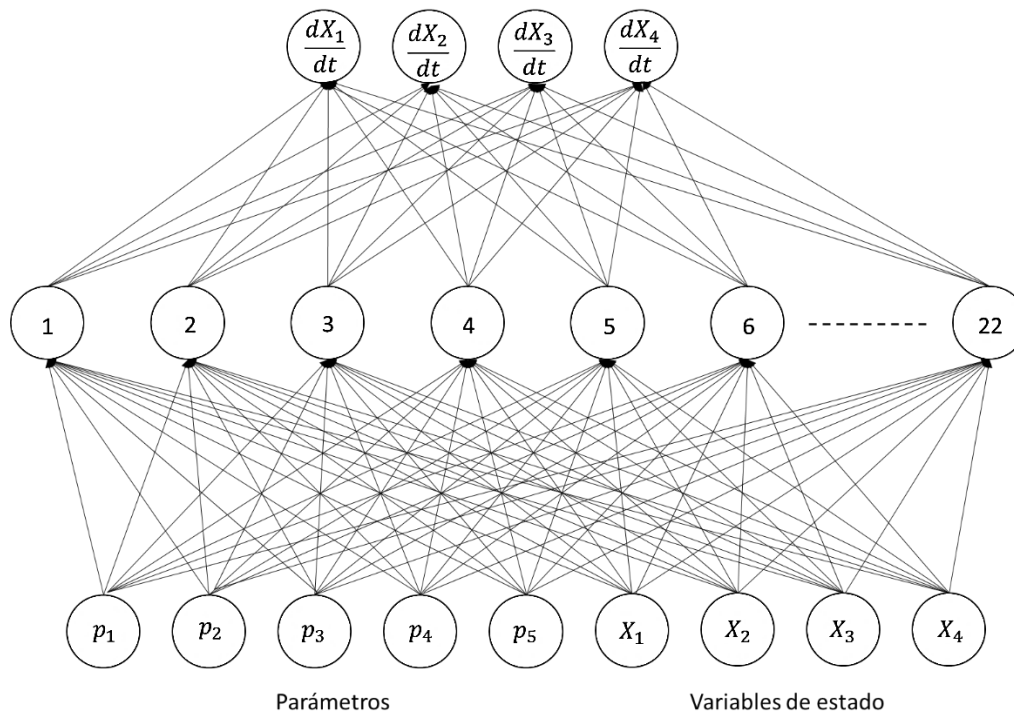 dX₁/dt dX₂/dt dX₃/dt dX₄/dt
1 2 3 4 5 6 ---------- 22
p₁ p₂ p₃ p₄ p₅ X₁ X₂ X₃ X₄
Parámetros Variables de estado